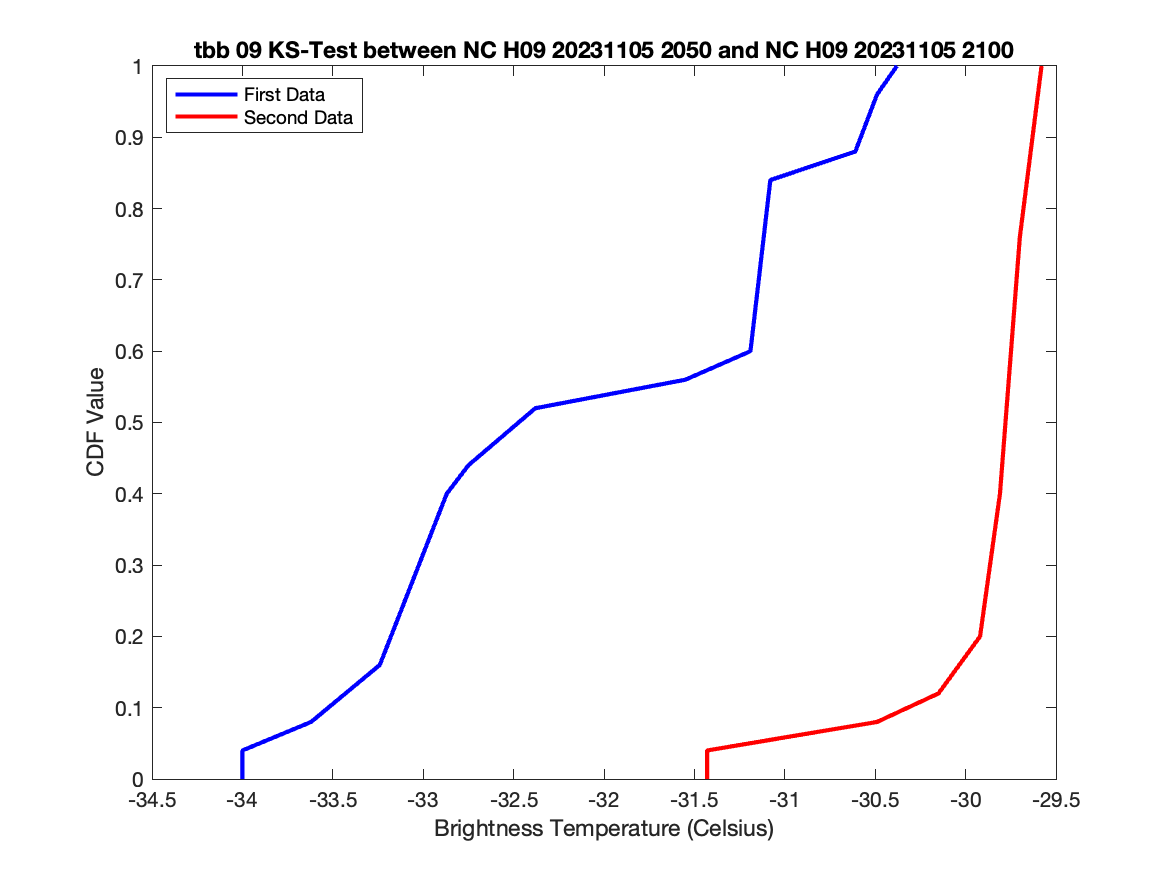 tbb 09 KS-Test between NC H09 20231105 2050 and NC H09 20231105 2100
First Data
Second Data
1
0.9
0.8
0.7
0.6
0.5
0.4
0.3
0.2
0.1
0
CDF Value
-34.5 -34 -33.5 -33 -32.5 -32 -31.5 -31 -30.5 -30 -29.5
Brightness Temperature (Celsius)